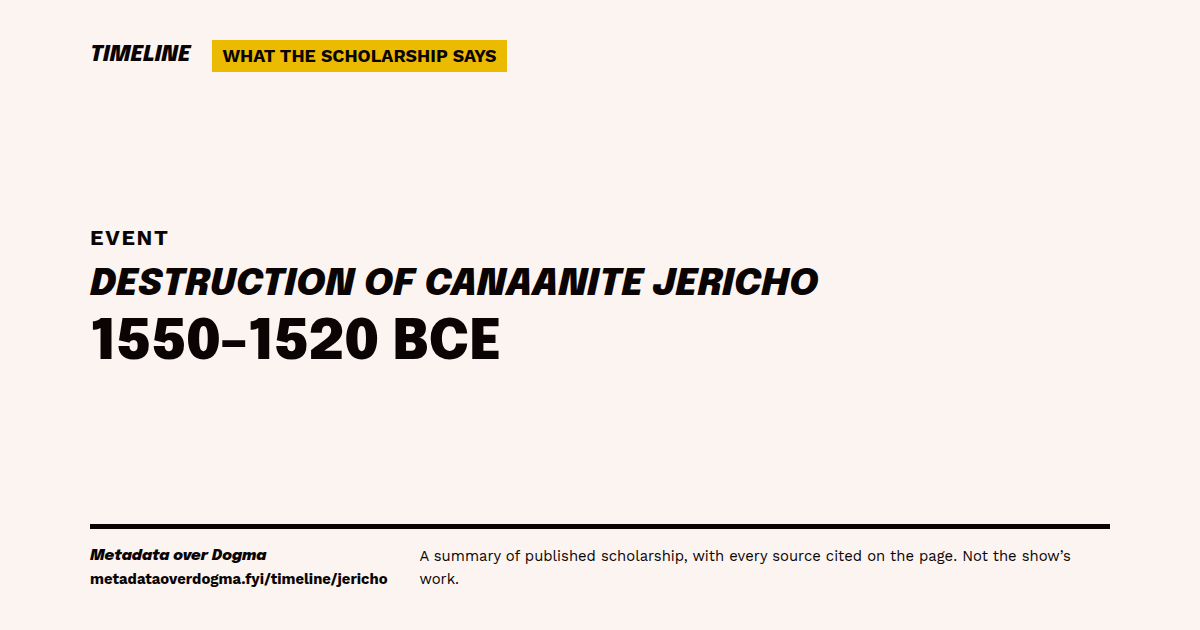 TIMELINE
WHAT THE SCHOLARSHIP SAYS
EVENT
DESTRUCTION OF CANAANITE JERICHO
1550–1520 BCE
Metadata over Dogma
metadataoverdogma.fyi/timeline/jericho
A summary of published scholarship, with every source cited on the page. Not the show’s
work.